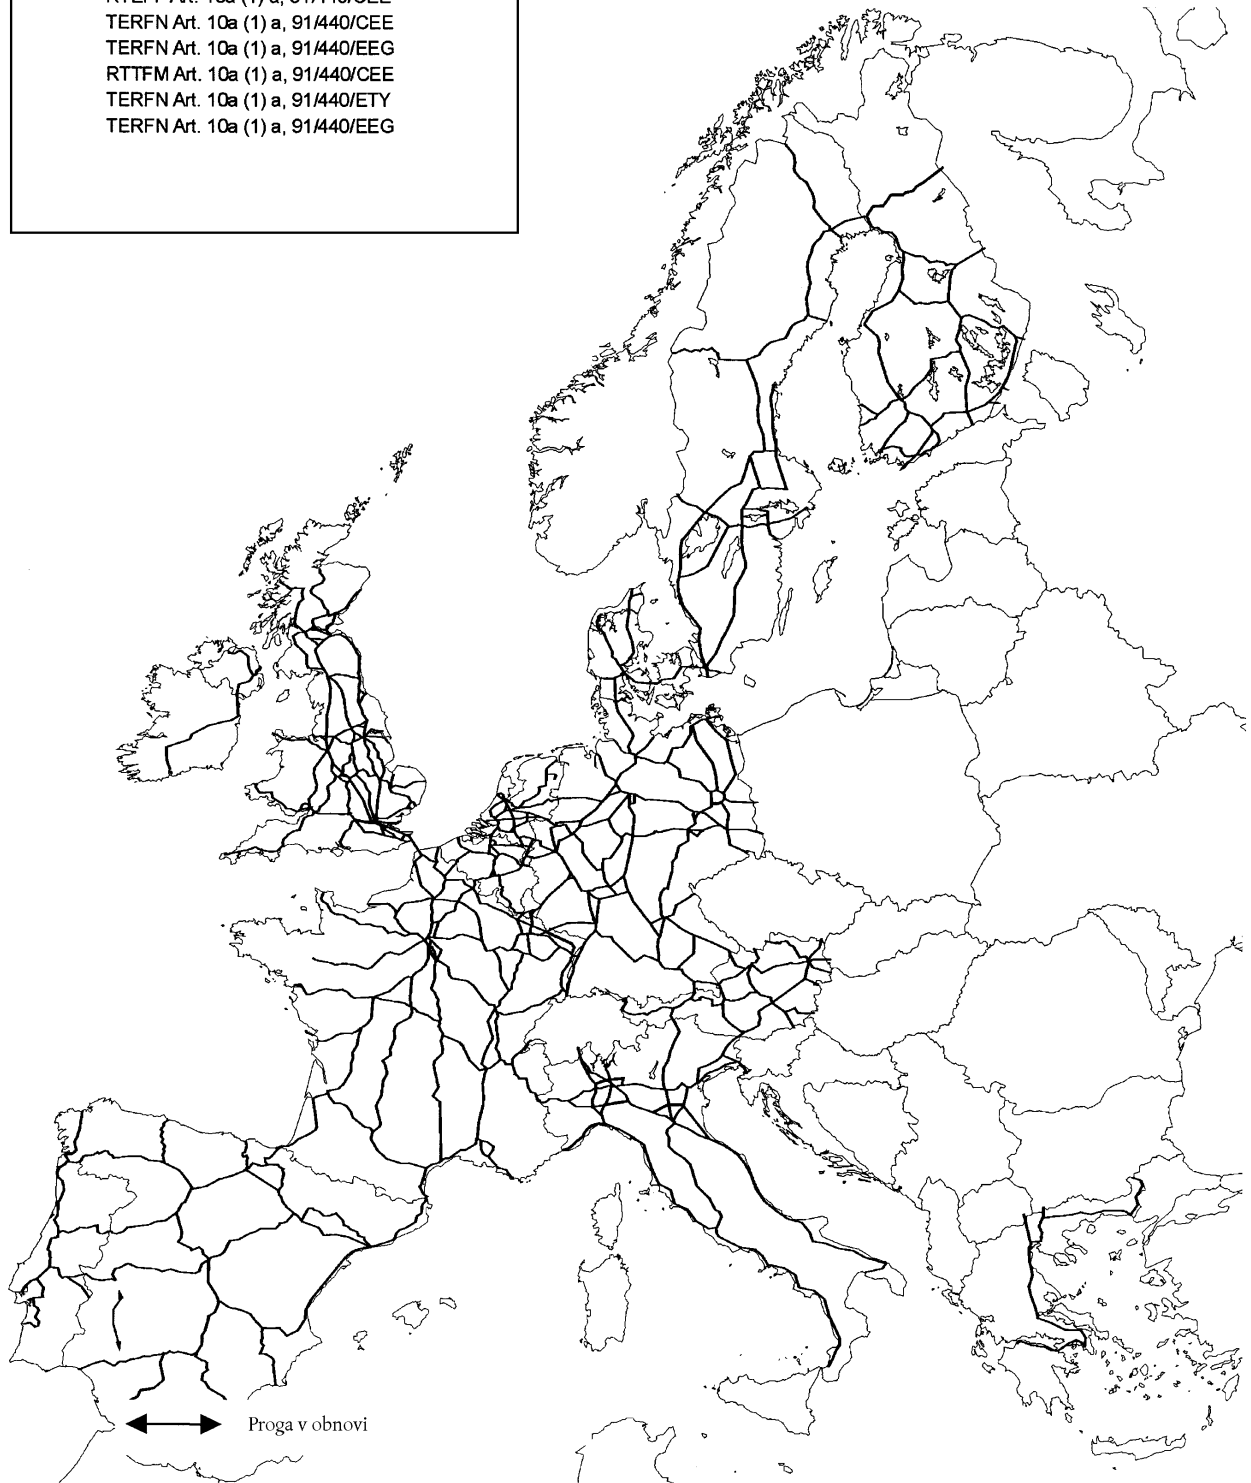 TERFN Art. 10a (1) a, 91/440/CEE
TERFN Art. 10a (1) a, 91/440/EEG
RTTFM Art. 10a (1) a, 91/440/CEE
TERFN Art. 10a (1) a, 91/440/ETY
TERFN Art. 10a (1) a, 91/440/EEG
Proga v obnovi